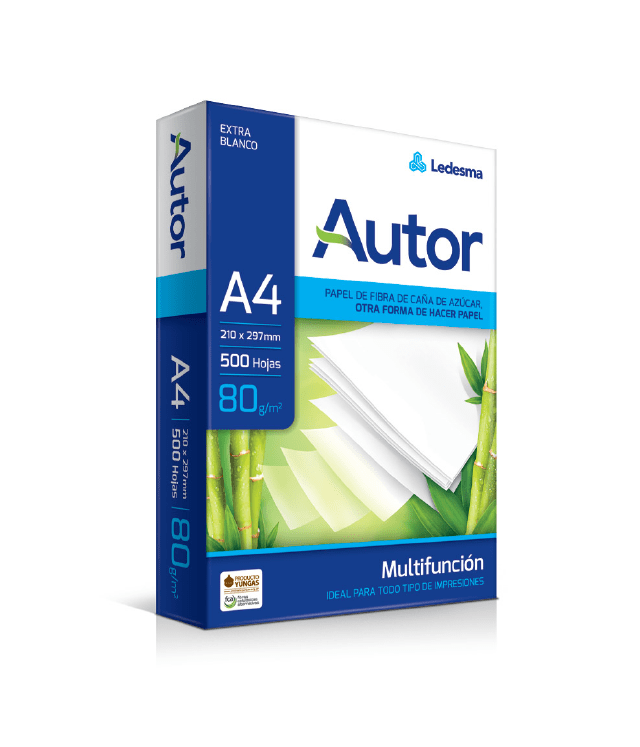 EXTRA
BLANCO
Ledesma
Autor
PAPEL DE FIBRA DE CAÑA DE AZÚCAR,
OTRA FORMA DE HACER PAPEL
A4
210 x 297mm
500 Hojas
80g/m²
Multifunción
IDEAL PARA TODO TIPO DE IMPRESIONES
PRODUCTO
YUNGAS
Autor
A4
210 x 297mm
500 Hojas
80g/m²